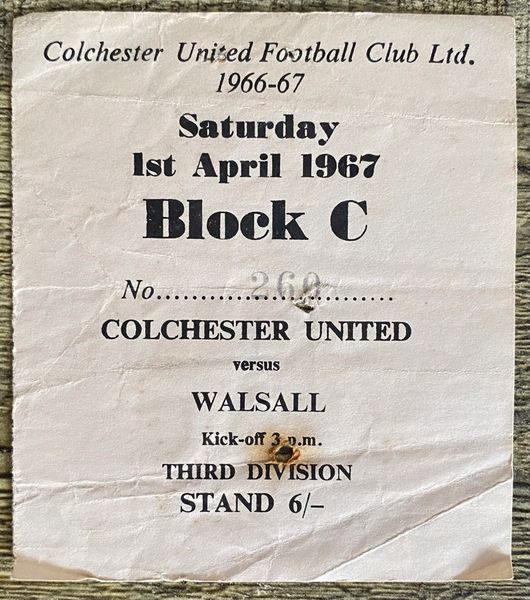 Colchester United Football Club Ltd.
1966-67
Saturday
1st April 1967
Block C
No...........................
260
COLCHESTER UNITED
versus
WALSALL
Kick-off 3 p.m.
THIRD DIVISION
STAND 6/–